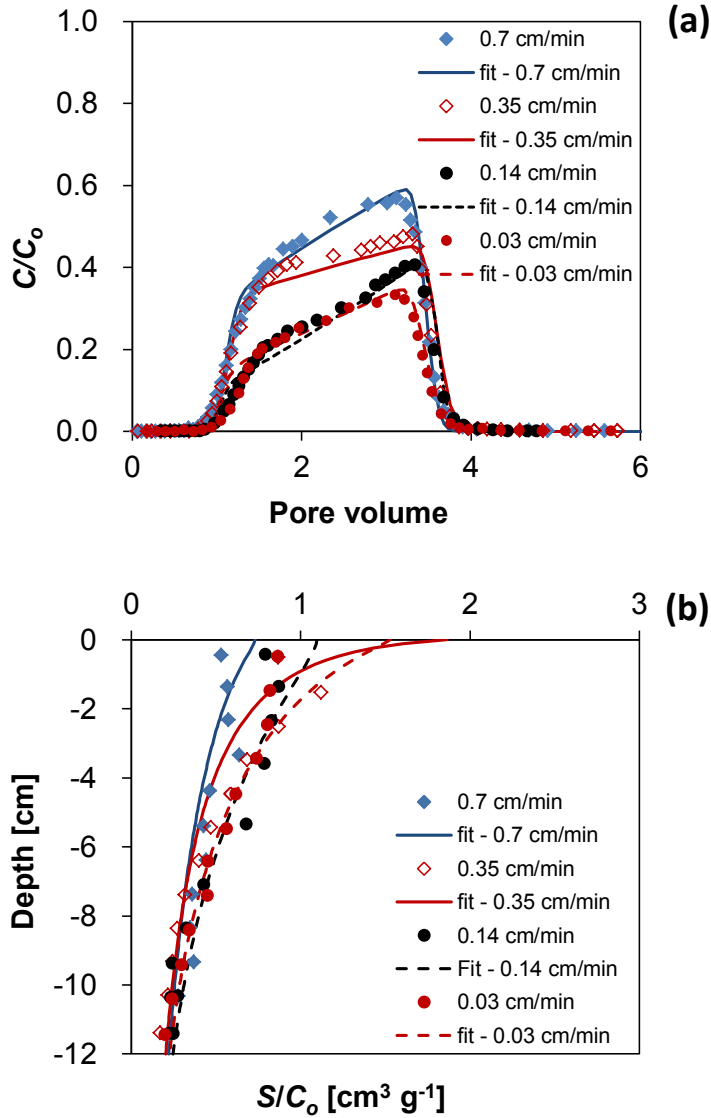 (a)
1.0
0.8
0.6
0.4
0.2
0.0
C/Co
0 2 4 6
Pore volume
0.7 cm/min
fit - 0.7 cm/min
0.35 cm/min
fit - 0.35 cm/min
0.14 cm/min
fit - 0.14 cm/min
0.03 cm/min
fit - 0.03 cm/min
(b)
0 1 2 3
0
-2
-4
-6
-8
-10
-12
Depth [cm]
0.7 cm/min
fit - 0.7 cm/min
0.35 cm/min
fit - 0.35 cm/min
0.14 cm/min
Fit - 0.14 cm/min
0.03 cm/min
fit - 0.03 cm/min
S/Co [cm³ g⁻¹]